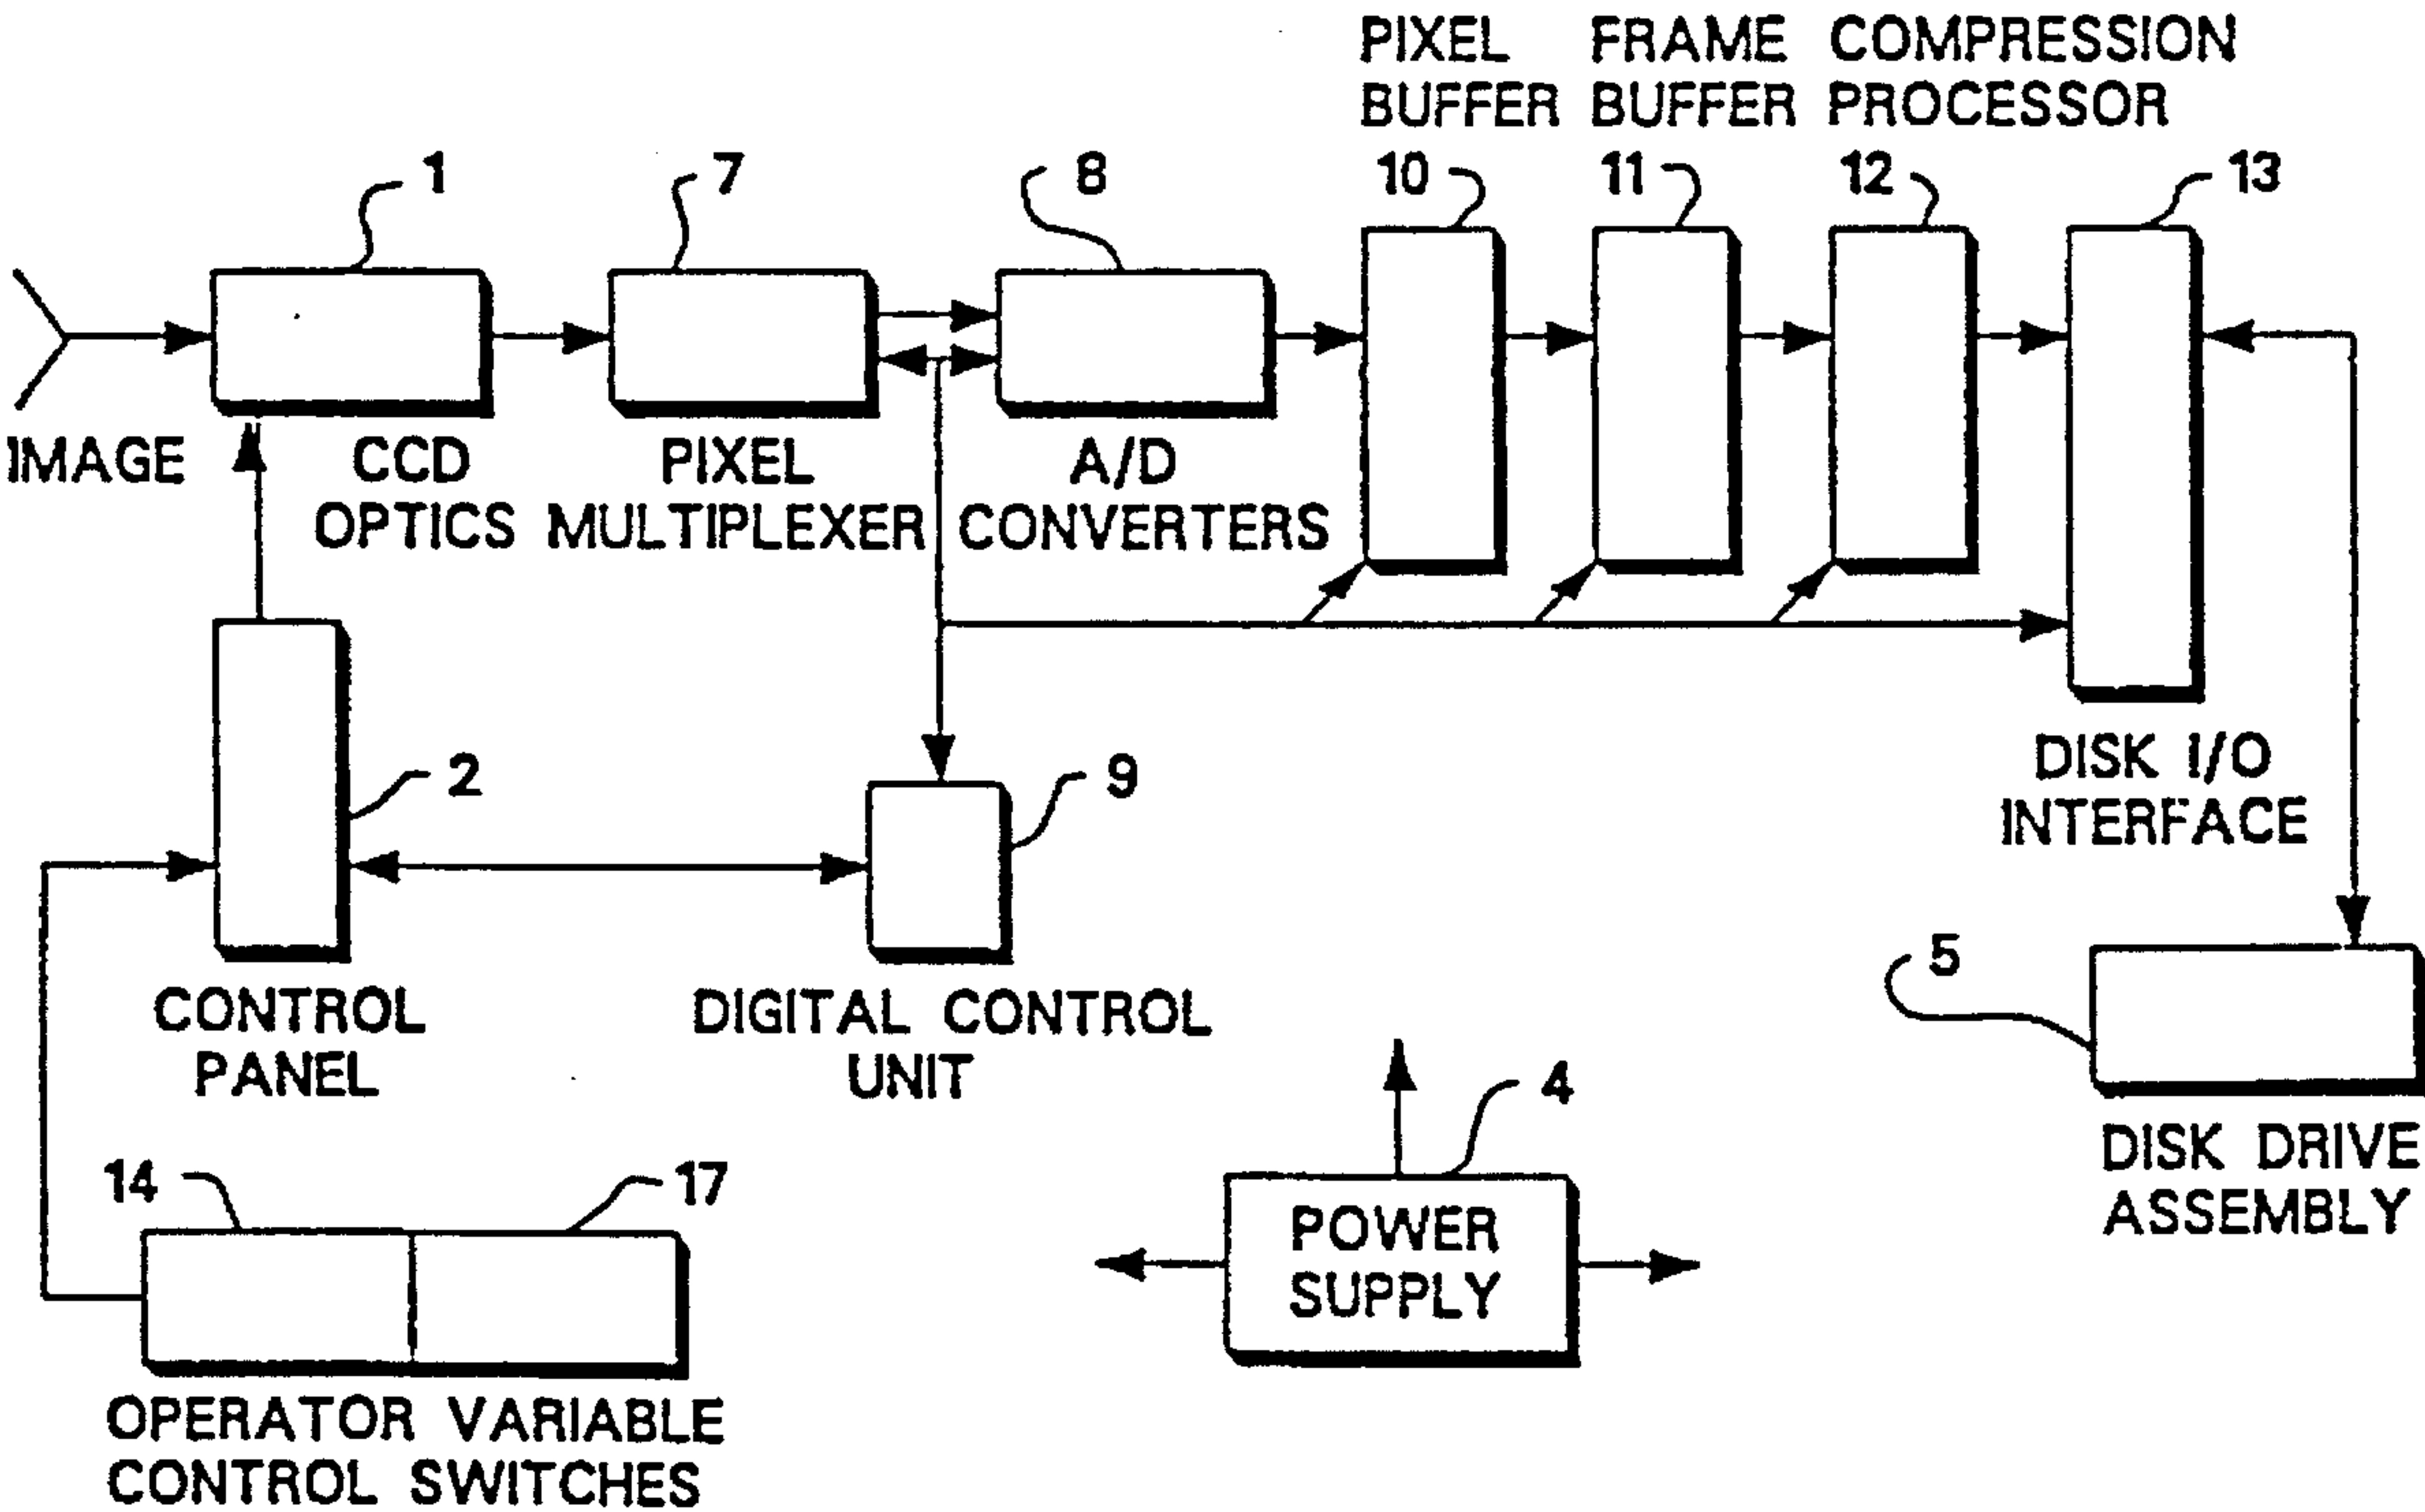 PIXEL FRAME COMPRESSION
BUFFER BUFFER PROCESSOR
1 7 8 10 11 12 13
IMAGE CCD PIXEL A/D
OPTICS MULTIPLEXER CONVERTERS
2 9
DISK I/O
INTERFACE
5
CONTROL DIGITAL CONTROL
PANEL UNIT
4
14 17
DISK DRIVE
ASSEMBLY
POWER
SUPPLY
OPERATOR VARIABLE
CONTROL SWITCHES